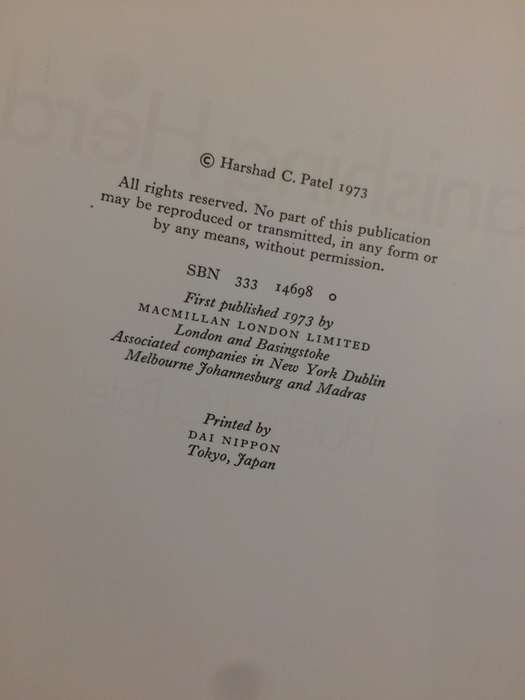 © Harshad C. Patel 1973
All rights reserved. No part of this publication
may be reproduced or transmitted, in any form or
by any means, without permission.
SBN 333 14698 0
First published 1973 by
MACMILLAN LONDON LIMITED
London and Basingstoke
Associated companies in New York Dublin
Melbourne Johannesburg and Madras
Printed by
DAI NIPPON
Tokyo, Japan